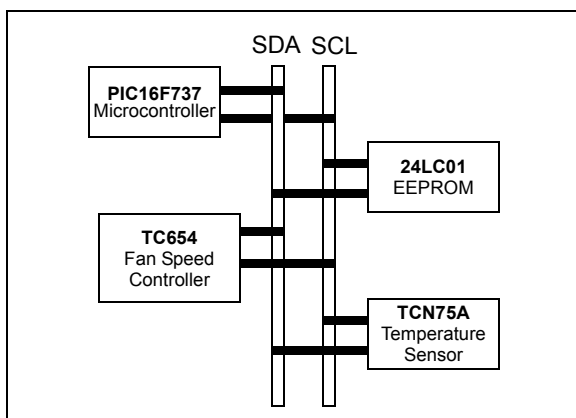 SDA SCL
PIC16F737
Microcontroller
24LC01
EEPROM
TC654
Fan Speed
Controller
TCN75A
Temperature
Sensor